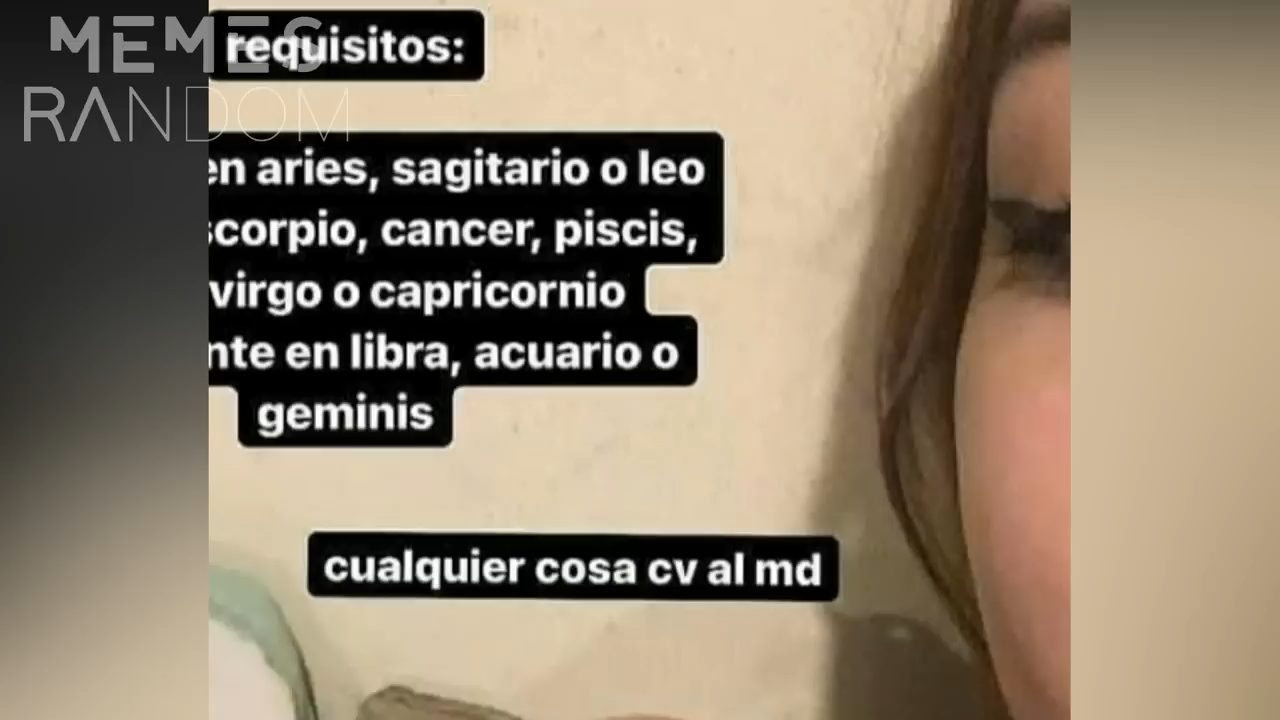 MEMES
RANDOM
requisitos:
en aries, sagitario o leo
scorpio, cancer, piscis,
virgo o capricornio
nte en libra, acuario o
geminis
cualquier cosa cv al md